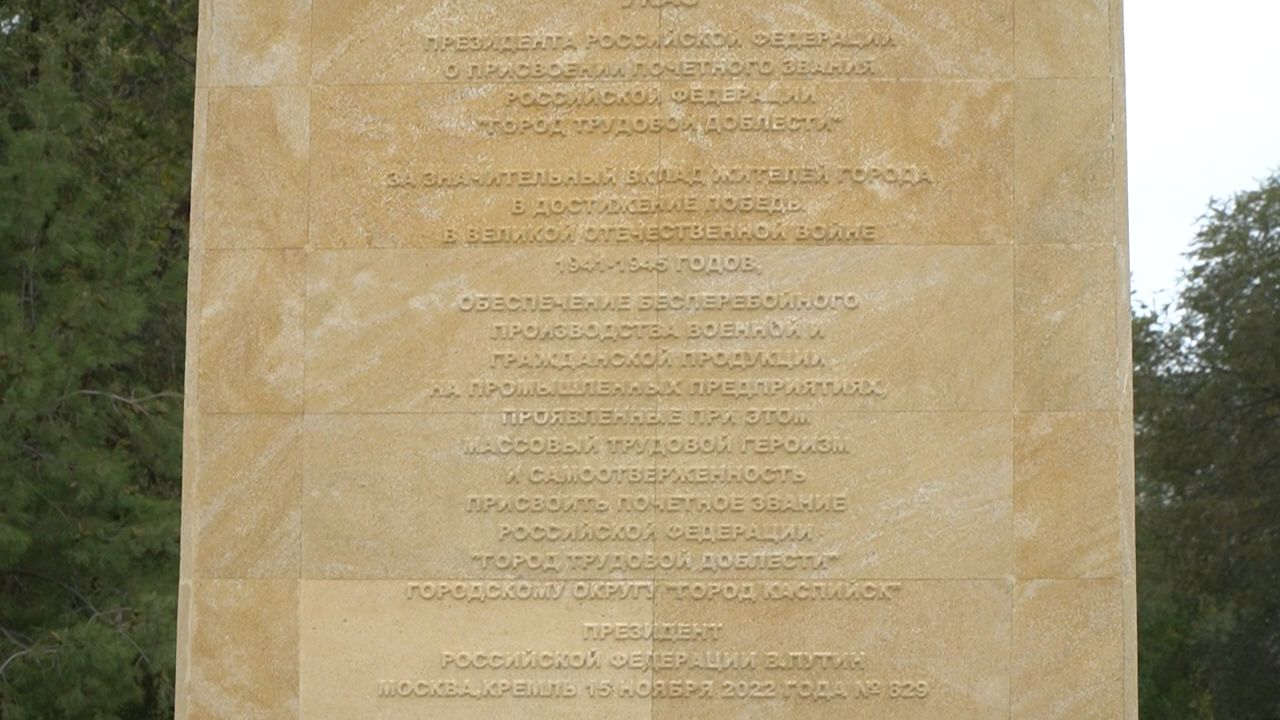 УКАЗ
ПРЕЗИДЕНТА РОССИЙСКОЙ ФЕДЕРАЦИИ
О ПРИСВОЕНИИ ПОЧЕТНОГО ЗВАНИЯ
РОССИЙСКОЙ ФЕДЕРАЦИИ
"ГОРОД ТРУДОВОЙ ДОБЛЕСТИ"
ЗА ЗНАЧИТЕЛЬНЫЙ ВКЛАД ЖИТЕЛЕЙ ГОРОДА
В ДОСТИЖЕНИЕ ПОБЕДЫ
В ВЕЛИКОЙ ОТЕЧЕСТВЕННОЙ ВОЙНЕ
1941-1945 ГОДОВ,
ОБЕСПЕЧЕНИЕ БЕСПЕРЕБОЙНОГО
ПРОИЗВОДСТВА ВОЕННОЙ И
ГРАЖДАНСКОЙ ПРОДУКЦИИ
НА ПРОМЫШЛЕННЫХ ПРЕДПРИЯТИЯХ,
ПРОЯВЛЕННЫЕ ПРИ ЭТОМ
МАССОВЫЙ ТРУДОВОЙ ГЕРОИЗМ
И САМООТВЕРЖЕННОСТЬ
ПРИСВОИТЬ ПОЧЕТНОЕ ЗВАНИЕ
РОССИЙСКОЙ ФЕДЕРАЦИИ
"ГОРОД ТРУДОВОЙ ДОБЛЕСТИ"
ГОРОДСКОМУ ОКРУГУ "ГОРОД КАСПИЙСК"
ПРЕЗИДЕНТ
РОССИЙСКОЙ ФЕДЕРАЦИИ В.ПУТИН
МОСКВА,КРЕМЛЬ 15 НОЯБРЯ 2022 ГОДА № 829